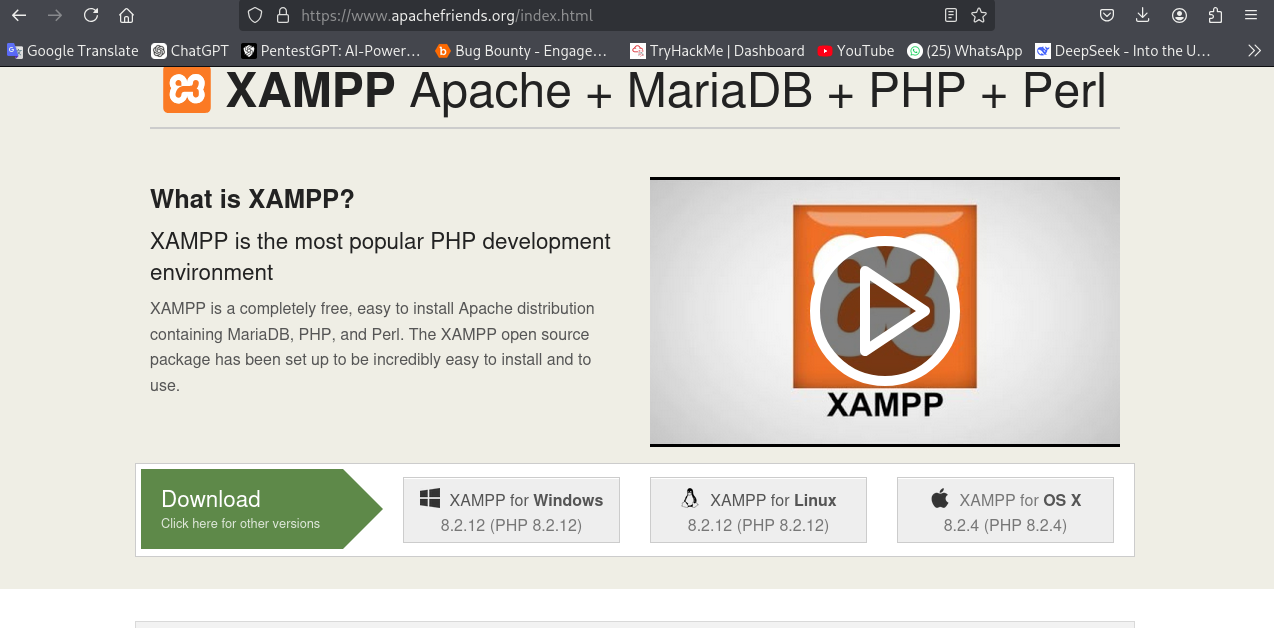 https://www.apachefriends.org/index.html
Google Translate ChatGPT PentestGPT: AI-Power… Bug Bounty - Engage… TryHackMe | Dashboard YouTube (25) WhatsApp DeepSeek - Into the U…
XAMPP Apache + MariaDB + PHP + Perl
What is XAMPP?
XAMPP is the most popular PHP development
environment
XAMPP is a completely free, easy to install Apache distribution
containing MariaDB, PHP, and Perl. The XAMPP open source
package has been set up to be incredibly easy to install and to
use.
XAMPP
Download
Click here for other versions
XAMPP for Windows
8.2.12 (PHP 8.2.12)
XAMPP for Linux
8.2.12 (PHP 8.2.12)
XAMPP for OS X
8.2.4 (PHP 8.2.4)